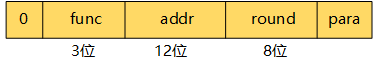 0 func addr round para
3位 12位 8位